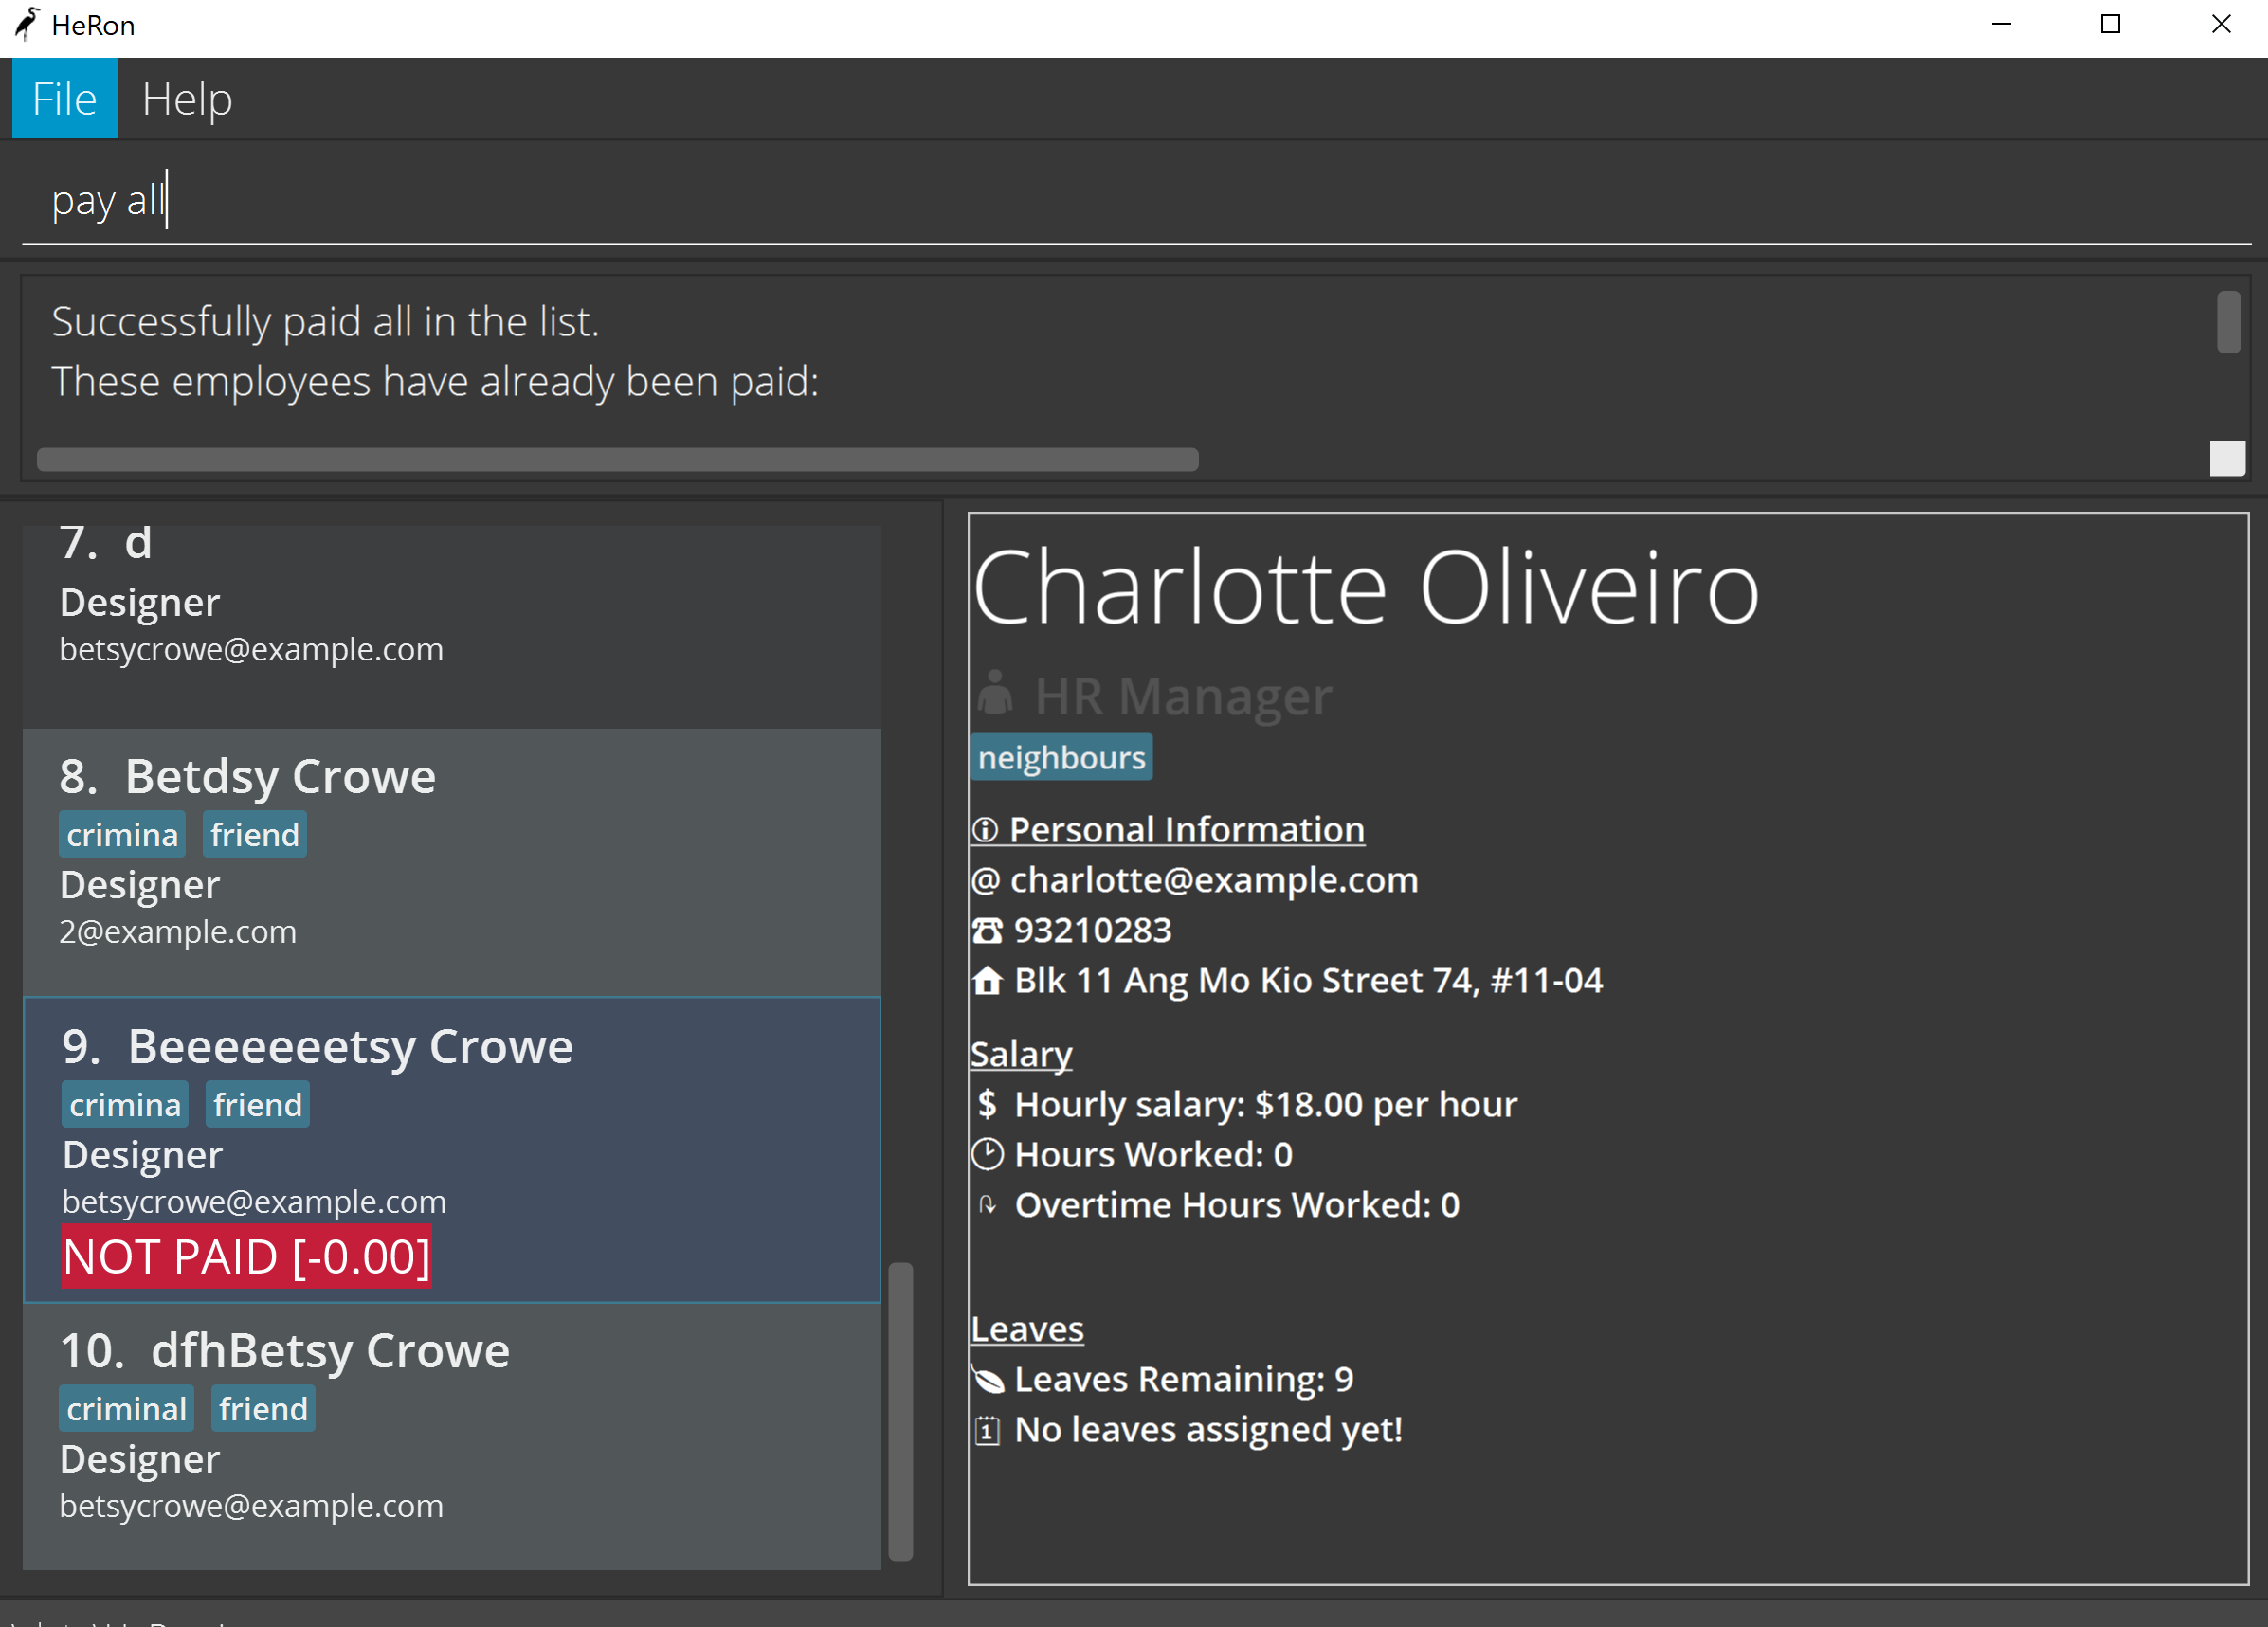 HeRon
File Help
pay all
Successfully paid all in the list.
These employees have already been paid:
7. d
Designer
betsycrowe@example.com
8. Betdsy Crowe
crimina friend
Designer
2@example.com
9. Beeeeeeetsy Crowe
crimina friend
Designer
betsycrowe@example.com
NOT PAID [-0.00]
10. dfhBetsy Crowe
criminal friend
Designer
betsycrowe@example.com
Charlotte Oliveiro
HR Manager
neighbours
Personal Information
@ charlotte@example.com
93210283
Blk 11 Ang Mo Kio Street 74, #11-04
Salary
$ Hourly salary: $18.00 per hour
Hours Worked: 0
Overtime Hours Worked: 0
Leaves
Leaves Remaining: 9
1 No leaves assigned yet!